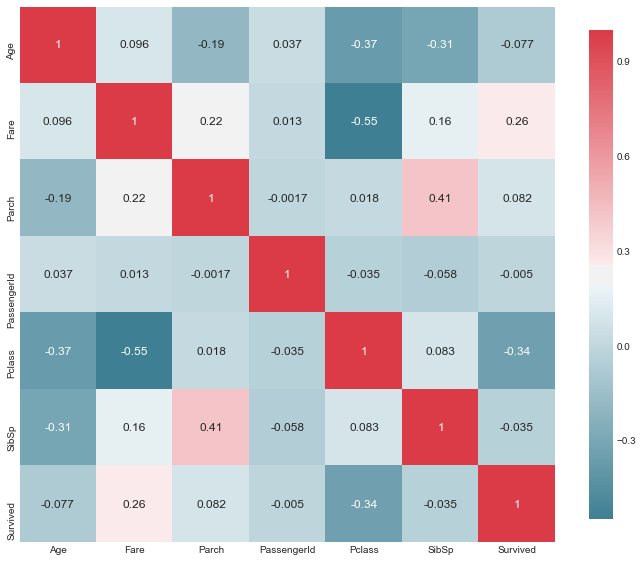 Age 1 0.096 -0.19 0.037 -0.37 -0.31 -0.077
Fare 0.096 1 0.22 0.013 -0.55 0.16 0.26
Parch -0.19 0.22 1 -0.0017 0.018 0.41 0.082
PassengerId 0.037 0.013 -0.0017 1 -0.035 -0.058 -0.005
Pclass -0.37 -0.55 0.018 -0.035 1 0.083 -0.34
SibSp -0.31 0.16 0.41 -0.058 0.083 1 -0.035
Survived -0.077 0.26 0.082 -0.005 -0.34 -0.035 1
Age Fare Parch PassengerId Pclass SibSp Survived
0.9
0.6
0.3
0.0
−0.3